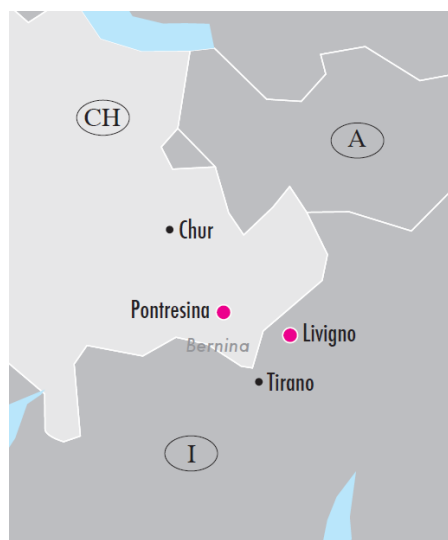 CH
A
Chur
Pontresina
Bernina
Livigno
Tirano
I